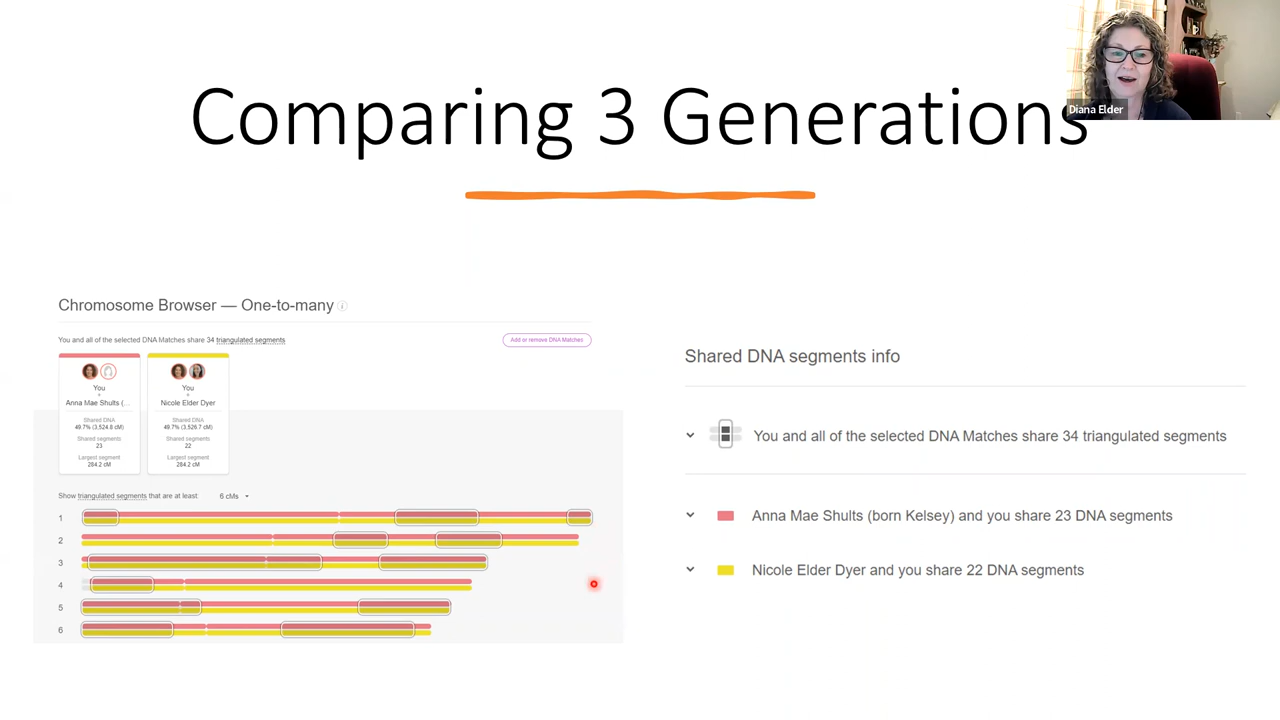 Comparing 3 Generations
Diana Elder
Chromosome Browser — One-to-many
You and all of the selected DNA Matches share 34 triangulated segments
Add or remove DNA Matches
You
Anna Mae Shults (...
Shared DNA
49.7% (3,524.8 cM)
Shared segments
23
Largest segment
284.2 cM
You
Nicole Elder Dyer
Shared DNA
49.7% (3,526.7 cM)
Shared segments
22
Largest segment
284.2 cM
Show triangulated segments that are at least 6 cMs
1
2
3
4
5
6
Shared DNA segments info
You and all of the selected DNA Matches share 34 triangulated segments
Anna Mae Shults (born Kelsey) and you share 23 DNA segments
Nicole Elder Dyer and you share 22 DNA segments